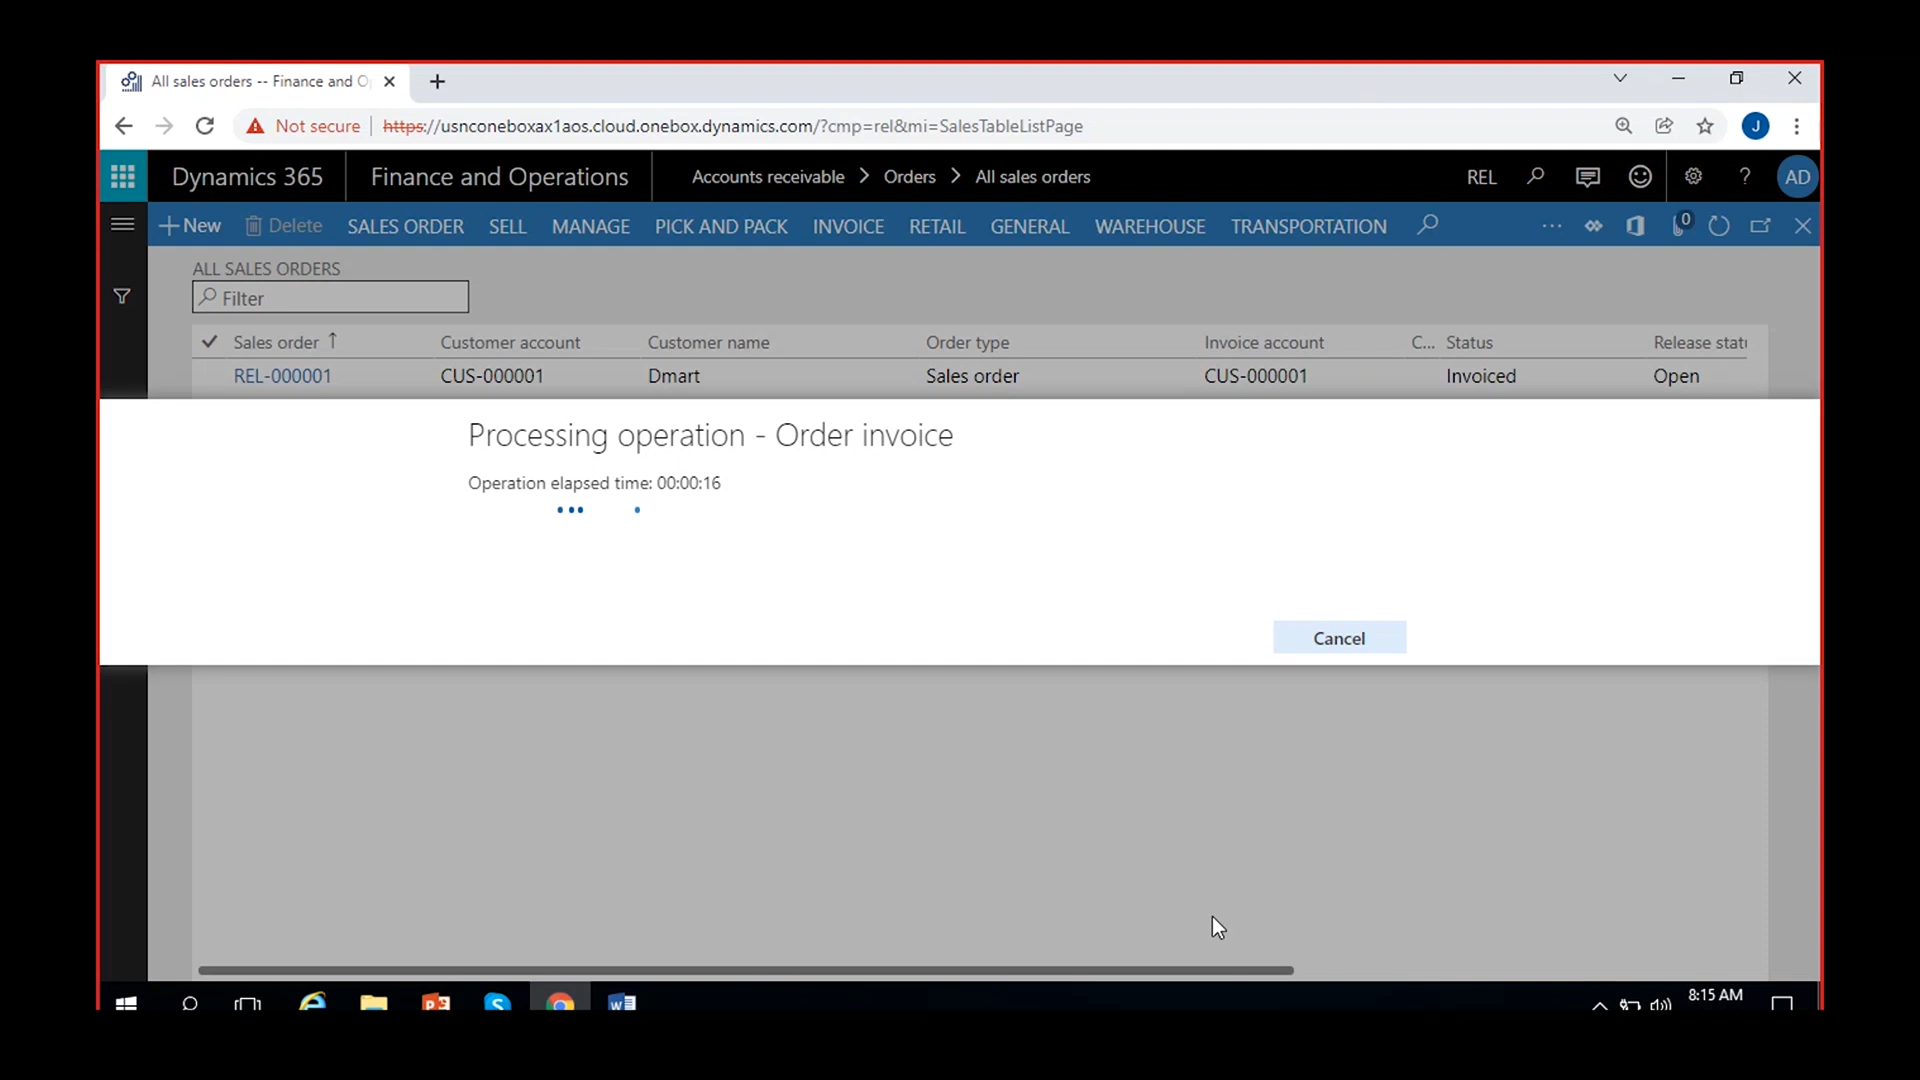 All sales orders -- Finance and O
Not secure https://usnconeboxax1aos.cloud.onebox.dynamics.com/?cmp=rel&mi=SalesTableListPage J
Dynamics 365 Finance and Operations Accounts receivable > Orders > All sales orders REL ? AD
New Delete SALES ORDER SELL MANAGE PICK AND PACK INVOICE RETAIL GENERAL WAREHOUSE TRANSPORTATION ... 0
ALL SALES ORDERS
Filter
Sales order ↑ Customer account Customer name Order type Invoice account C... Status Release statu
REL-000001 CUS-000001 Dmart Sales order CUS-000001 Invoiced Open
Processing operation - Order invoice
Operation elapsed time: 00:00:16
Cancel
8:15 AM